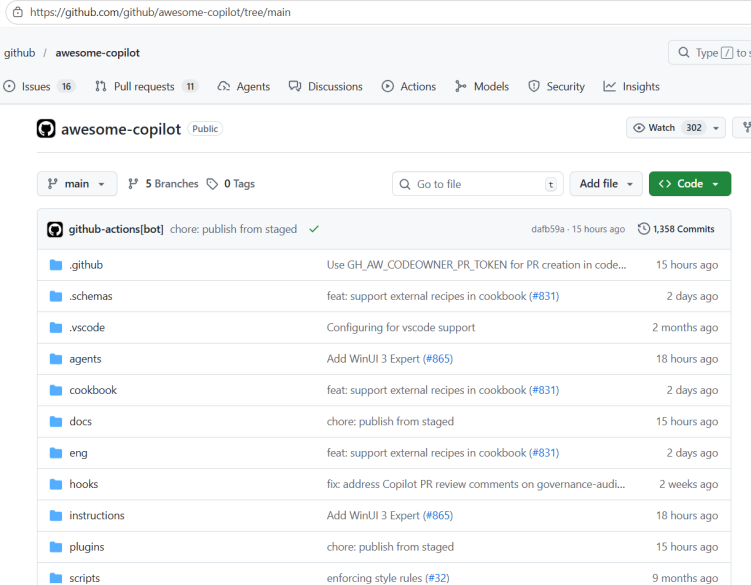 https://github.com/github/awesome-copilot/tree/main
github / awesome-copilot
Type / to s
Issues 16 Pull requests 11 Agents Discussions Actions Models Security Insights
awesome-copilot Public
Watch 302
main 5 Branches 0 Tags Go to file t Add file Code
github-actions[bot] chore: publish from staged dafb59a · 15 hours ago 1,358 Commits
.github Use GH_AW_CODEOWNER_PR_TOKEN for PR creation in code... 15 hours ago
.schemas feat: support external recipes in cookbook (#831) 2 days ago
.vscode Configuring for vscode support 2 months ago
agents Add WinUI 3 Expert (#865) 18 hours ago
cookbook feat: support external recipes in cookbook (#831) 2 days ago
docs chore: publish from staged 15 hours ago
eng feat: support external recipes in cookbook (#831) 2 days ago
hooks fix: address Copilot PR review comments on governance-audi... 2 weeks ago
instructions Add WinUI 3 Expert (#865) 18 hours ago
plugins chore: publish from staged 15 hours ago
scripts enforcing style rules (#32) 9 months ago